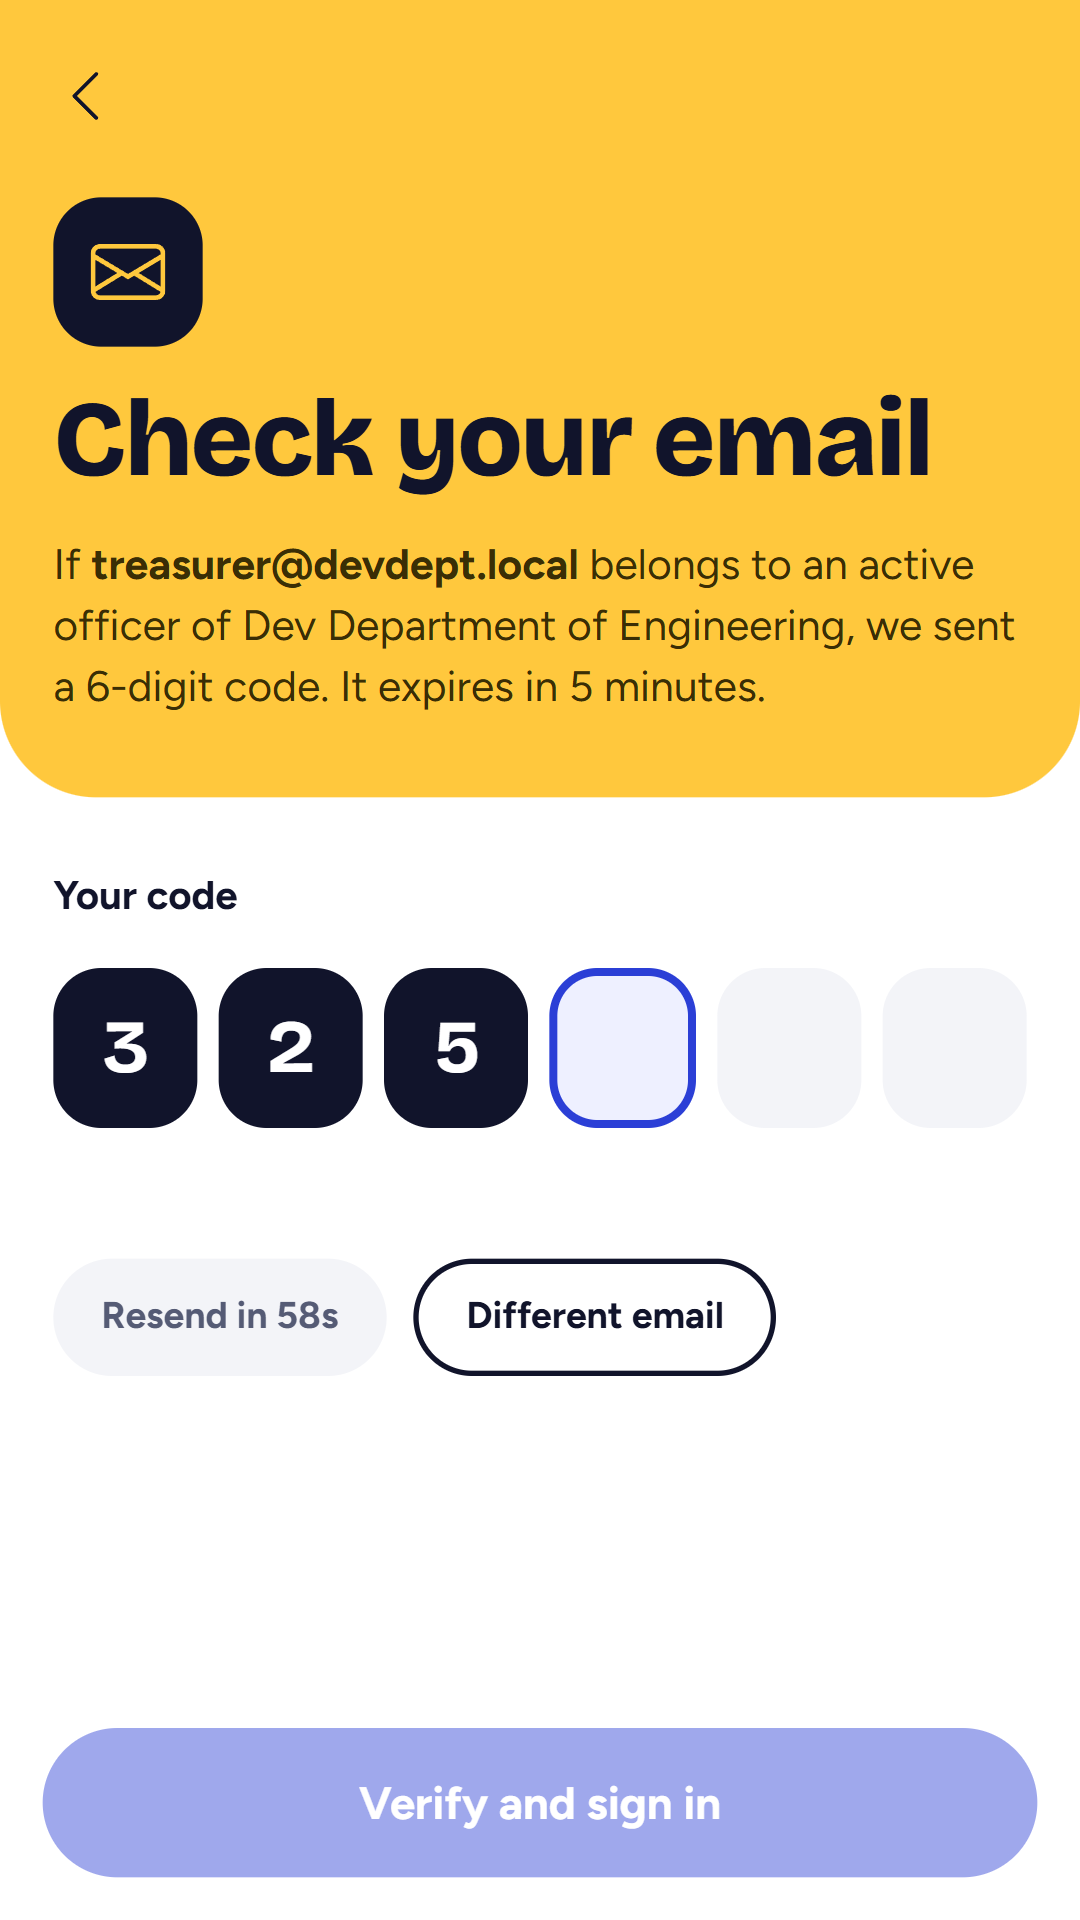 Check your email
If treasurer@devdept.local belongs to an active
officer of Dev Department of Engineering, we sent
a 6-digit code. It expires in 5 minutes.
Your code
3 2 5
Resend in 58s Different email
Verify and sign in